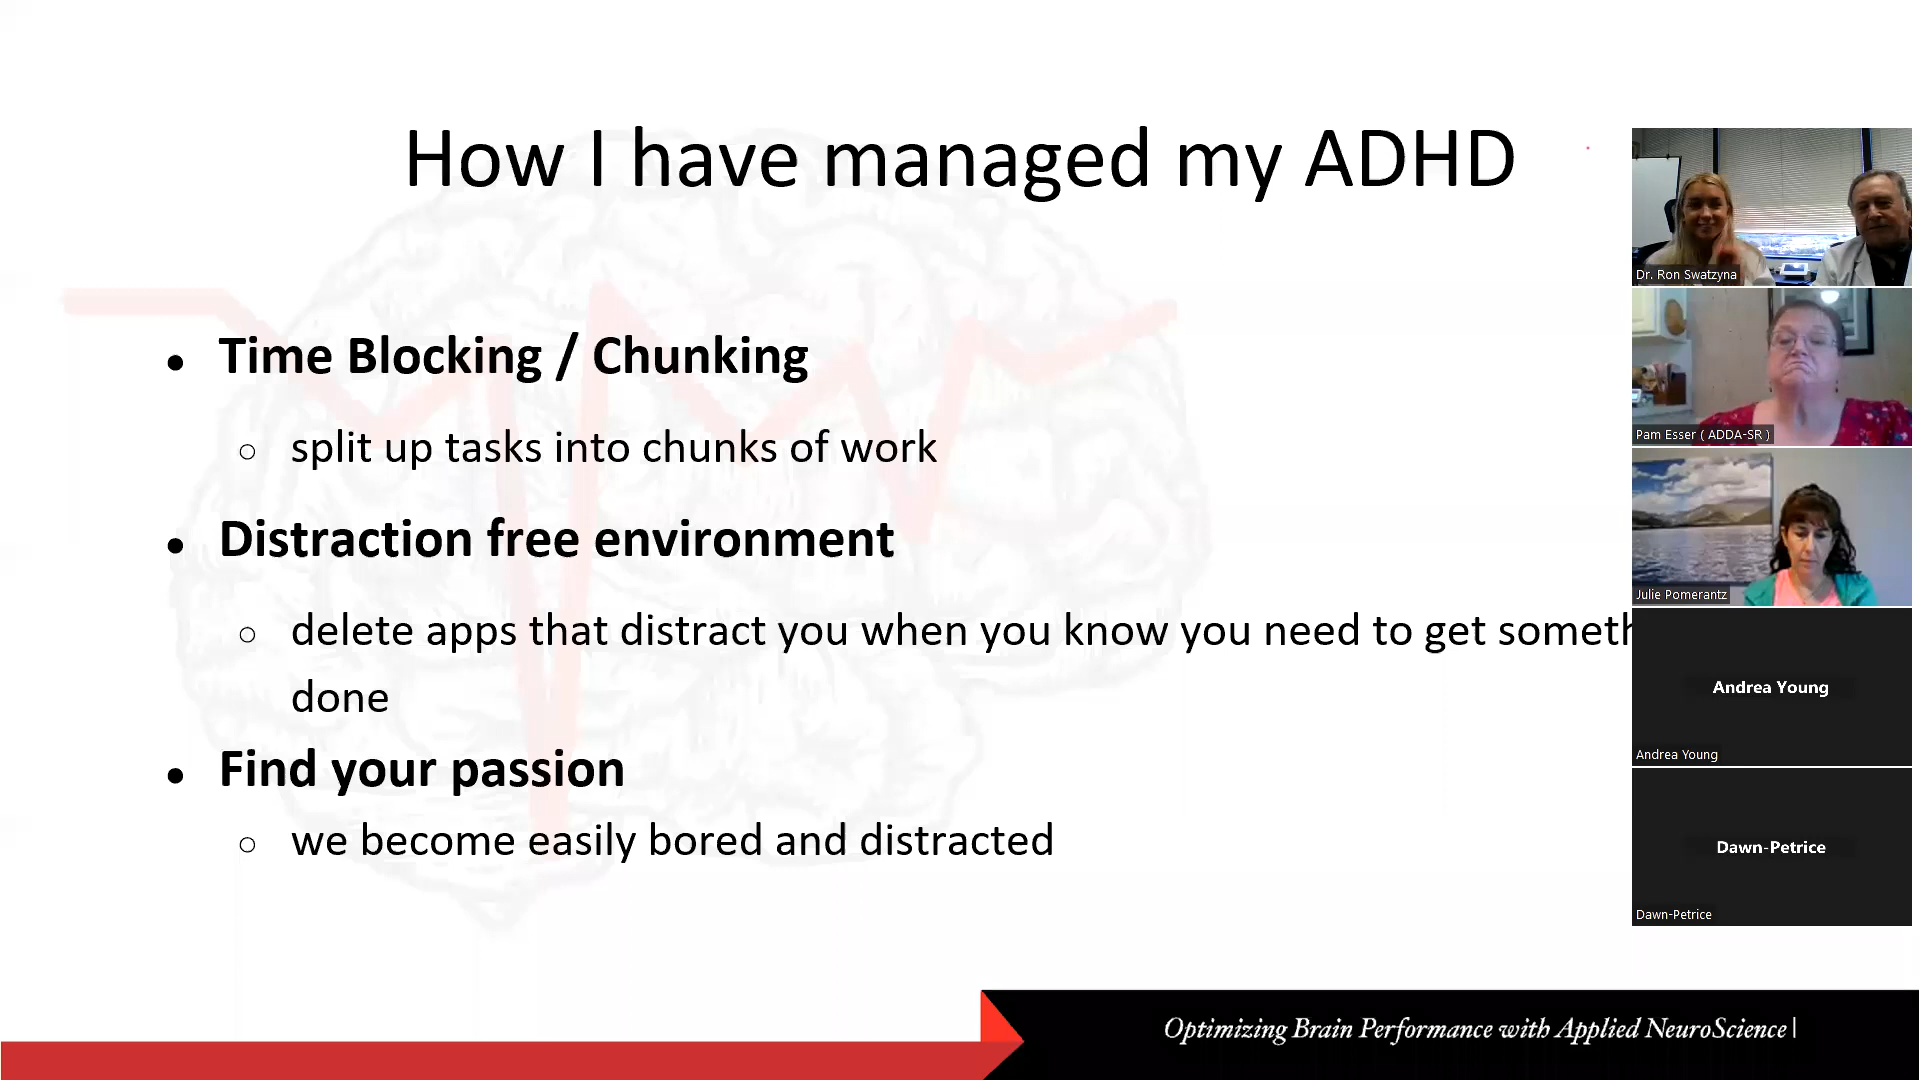 How I have managed my ADHD
● Time Blocking / Chunking
○ split up tasks into chunks of work
● Distraction free environment
○ delete apps that distract you when you know you need to get someth
done
● Find your passion
○ we become easily bored and distracted
Optimizing Brain Performance with Applied NeuroScience |
Dr. Ron Swatzyna
Pam Esser ( ADDA-SR )
Julie Pomerantz
Andrea Young
Andrea Young
Dawn-Petrice
Dawn-Petrice